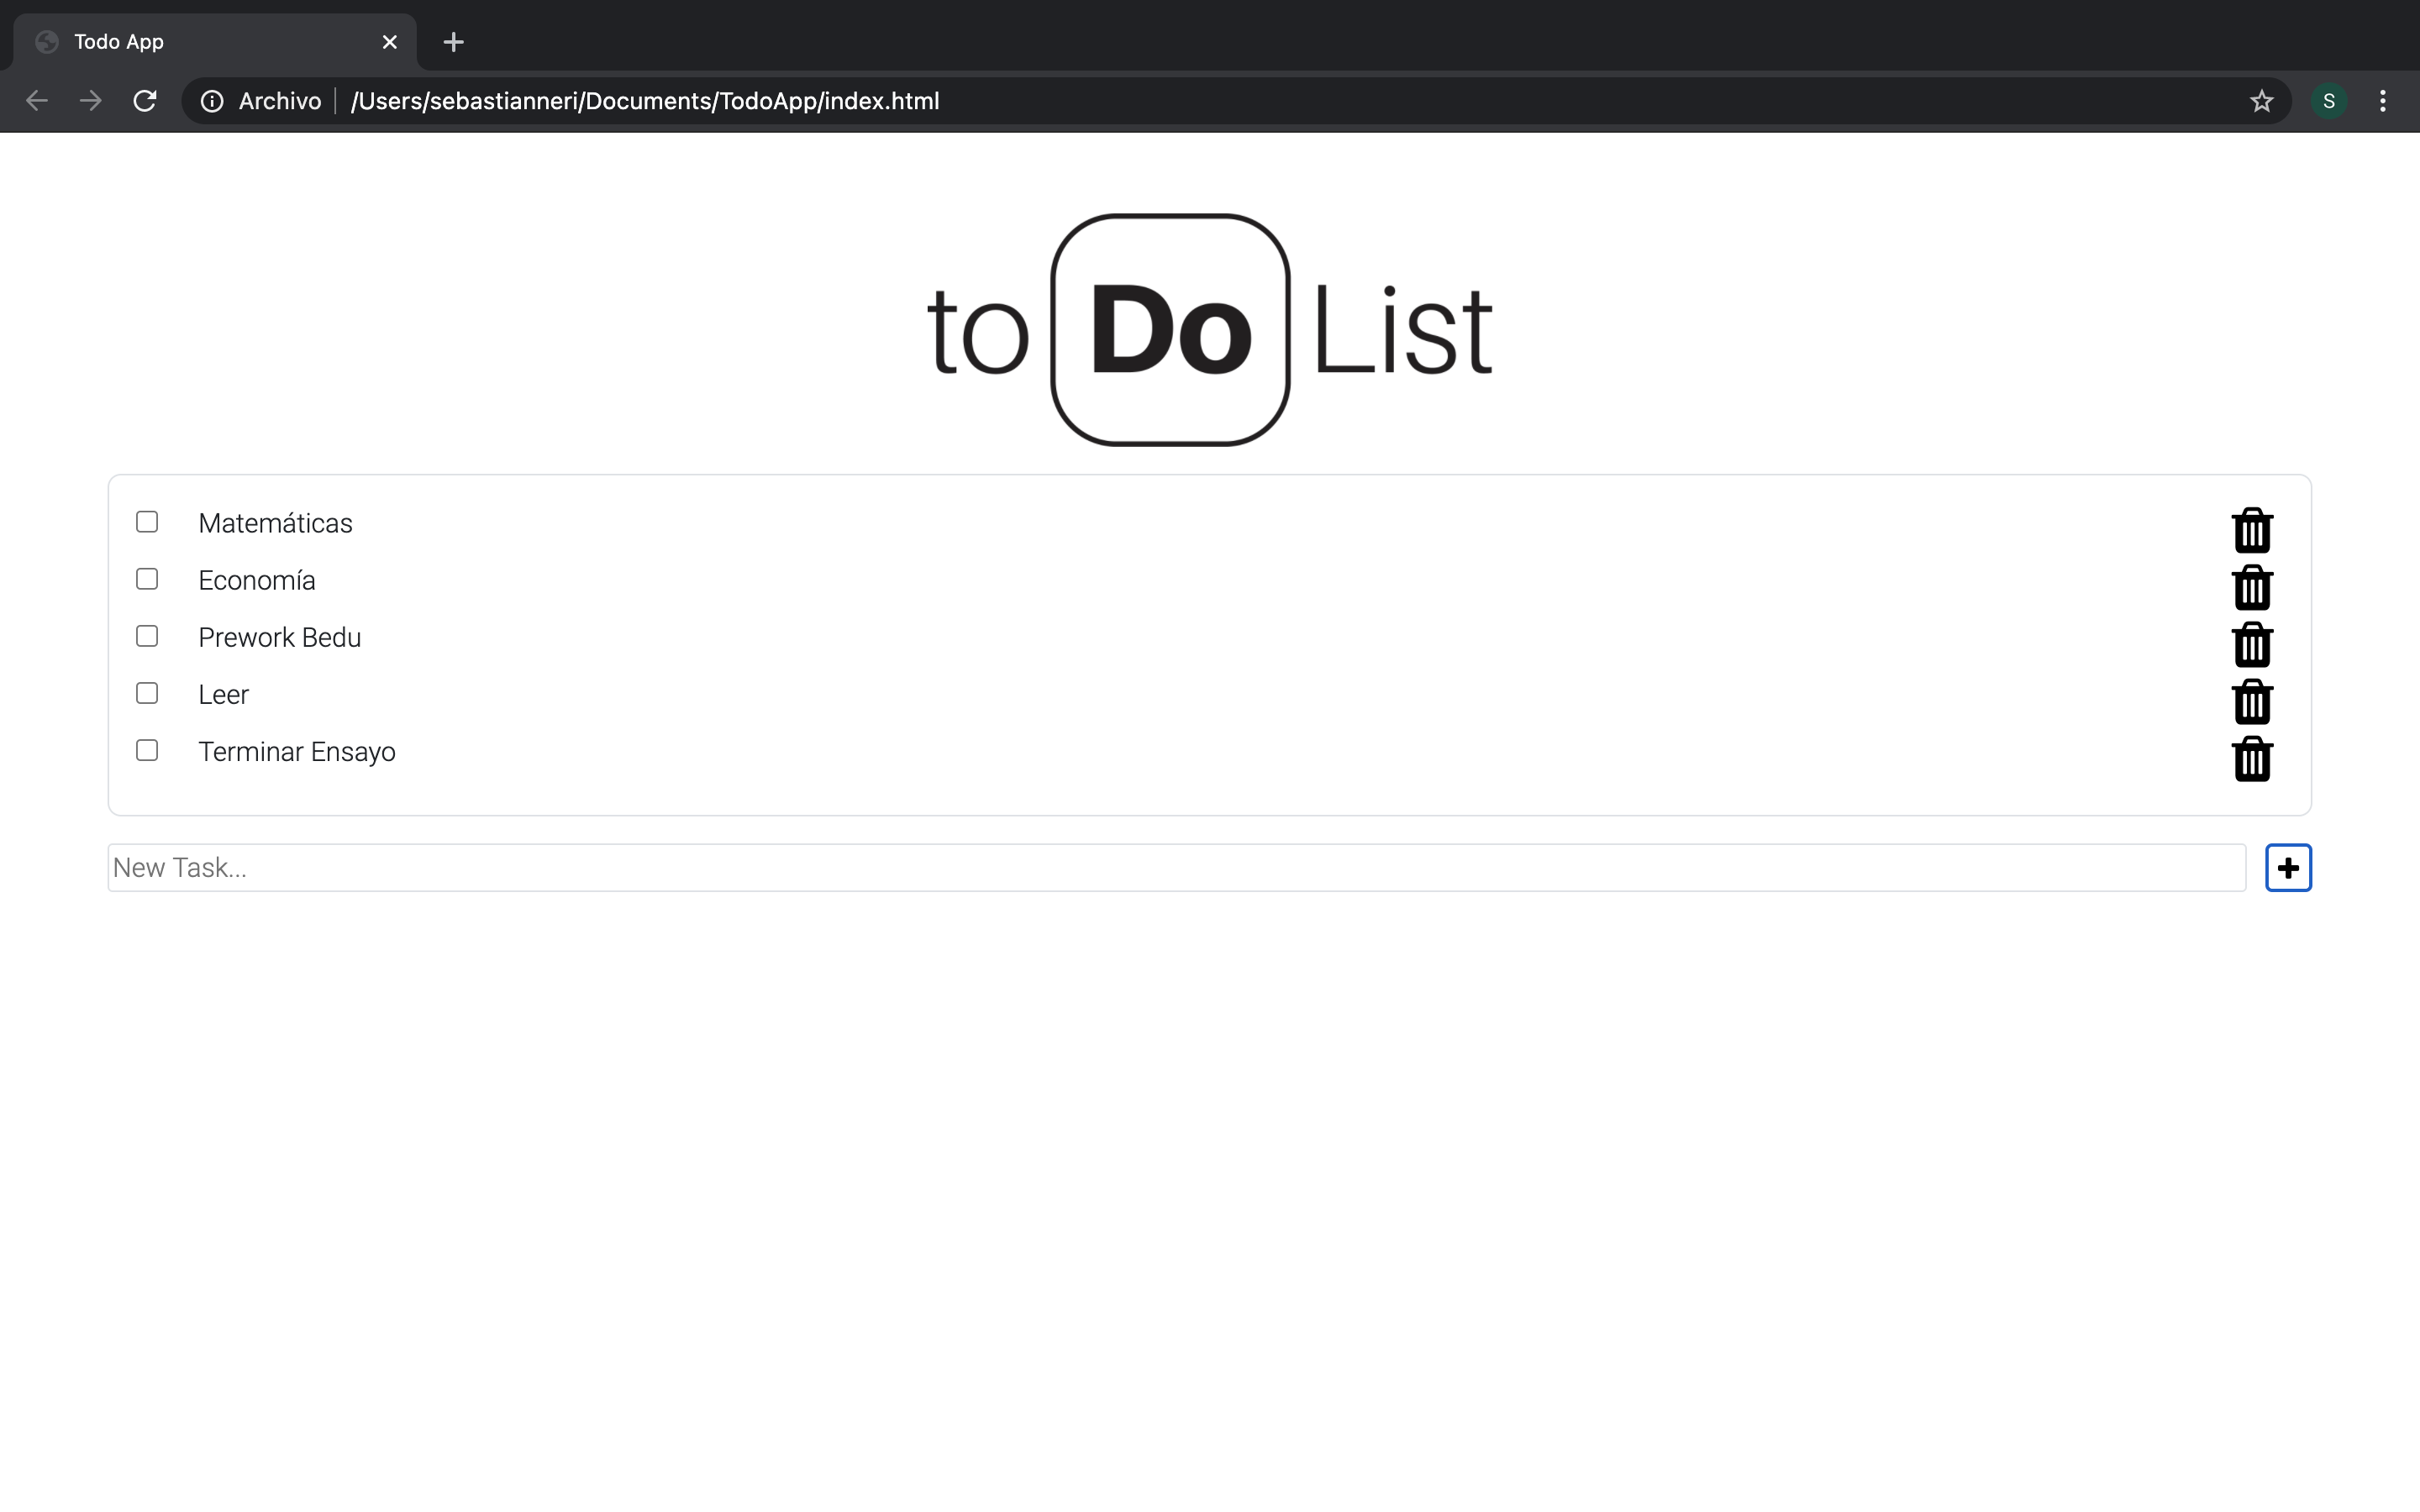 Todo App
Archivo /Users/sebastianneri/Documents/TodoApp/index.html
S
to Do List
Matemáticas
Economía
Prework Bedu
Leer
Terminar Ensayo
New Task...